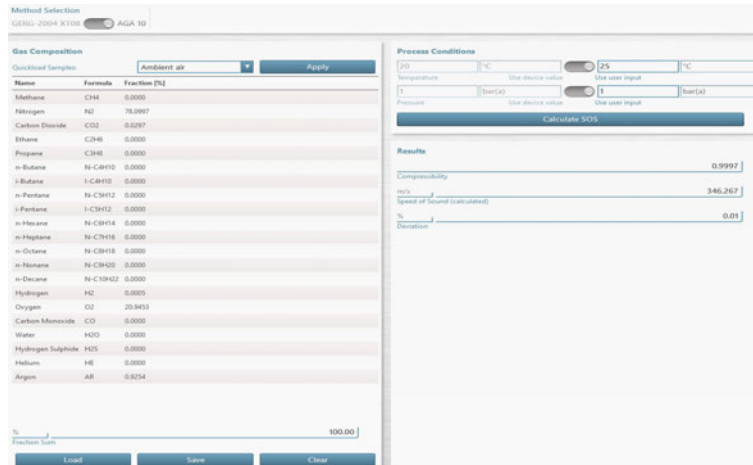 Method Selection
GERG-2004 XT08 AGA 10
Gas Composition
Quickload Samples: Ambient air Apply
Name Formula Fraction [%]
Methane CH4 0.0000
Nitrogen N2 78.0997
Carbon Dioxide CO2 0.0297
Ethane C2H6 0.0000
Propane C3H8 0.0000
n-Butane N-C4H10 0.0000
i-Butane I-C4H10 0.0000
n-Pentane N-C5H12 0.0000
i-Pentane I-C5H12 0.0000
n-Hexane N-C6H14 0.0000
n-Heptane N-C7H16 0.0000
n-Octane N-C8H18 0.0000
n-Nonane N-C9H20 0.0000
n-Decane N-C10H22 0.0000
Hydrogen H2 0.0005
Oxygen O2 20.9453
Carbon Monoxide CO 0.0000
Water H2O 0.0000
Hydrogen Sulphide H2S 0.0000
Helium HE 0.0000
Argon AR 0.9254
% 100.00
Fraction Sum
Load Save Clear
Process Conditions
20 °C 25 °C
Temperature Use device value Use user input
1 bar(a) 1 bar(a)
Pressure Use device value Use user input
Calculate SOS
Results
0.9997
Compressibility
m/s 346.267
Speed of Sound (calculated)
% 0.01
Deviation